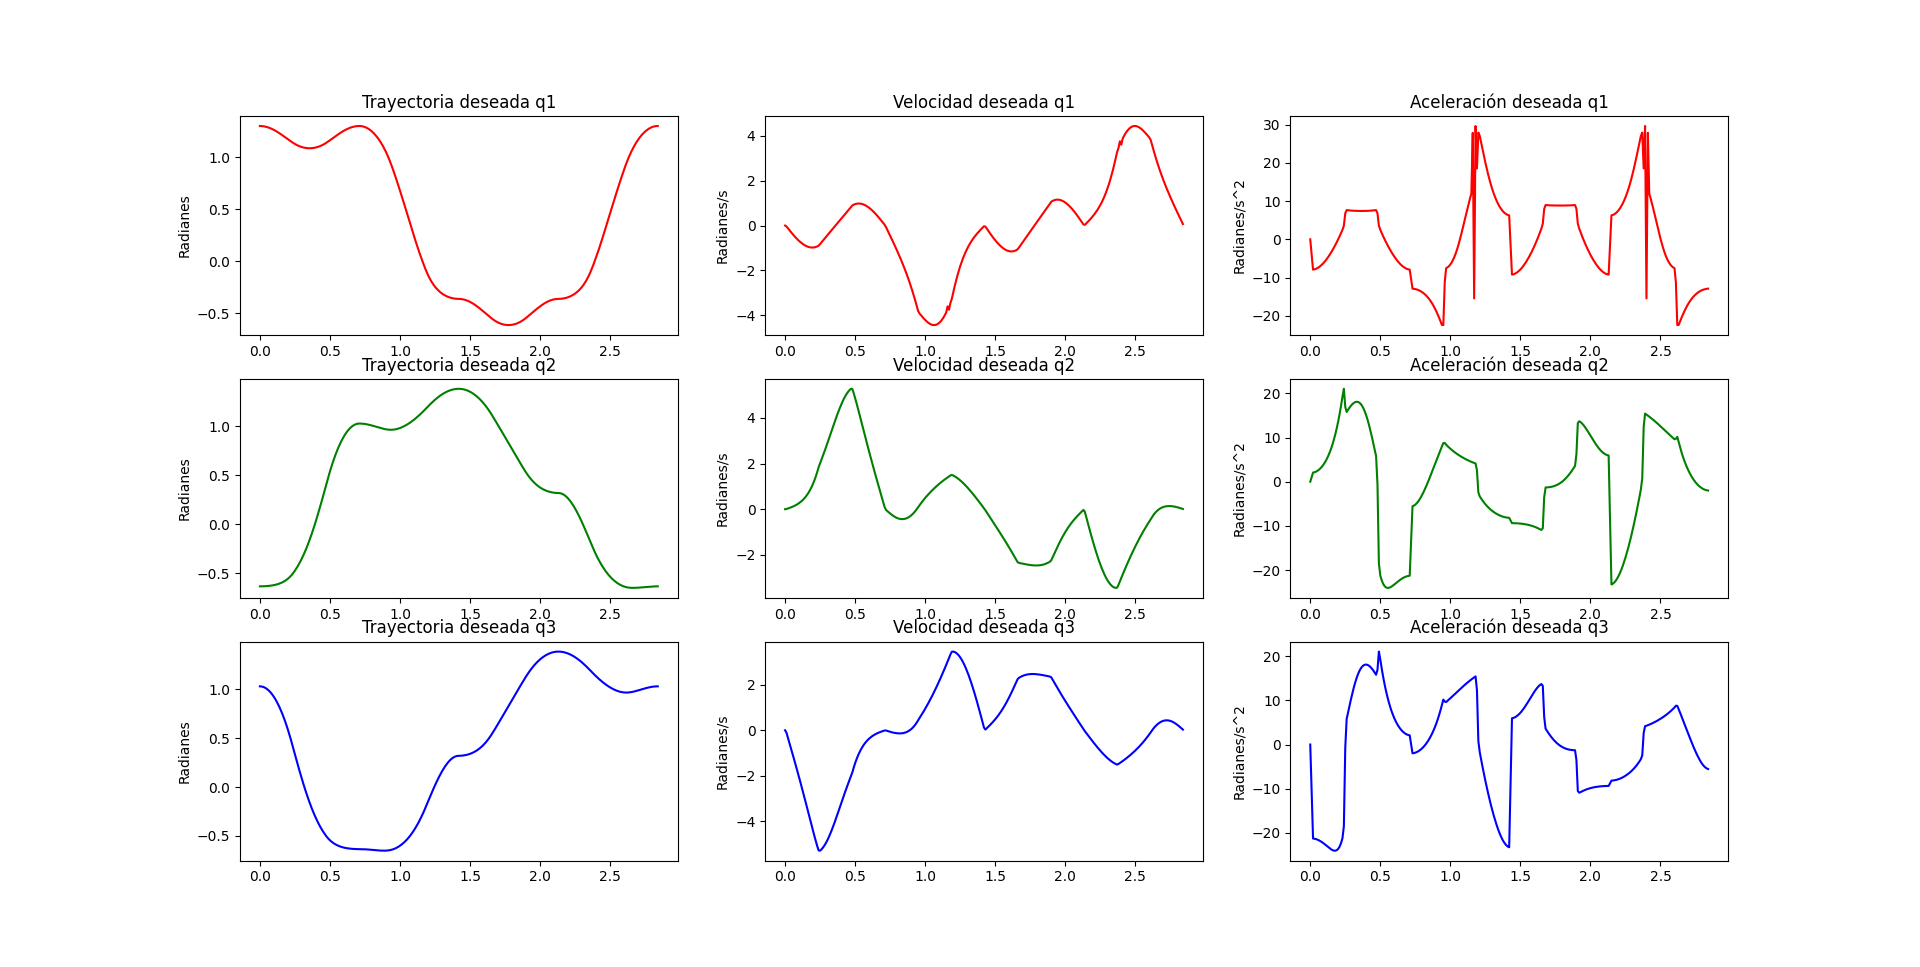 Trayectoria deseada q1
Radianes
1.0
0.5
0.0
−0.5
0.0 0.5 1.0 1.5 2.0 2.5
Velocidad deseada q1
Radianes/s
4
2
0
−2
−4
0.0 0.5 1.0 1.5 2.0 2.5
Aceleración deseada q1
Radianes/s^2
30
20
10
0
−10
−20
0.0 0.5 1.0 1.5 2.0 2.5
Trayectoria deseada q2
Radianes
1.0
0.5
0.0
−0.5
0.0 0.5 1.0 1.5 2.0 2.5
Velocidad deseada q2
Radianes/s
4
2
0
−2
0.0 0.5 1.0 1.5 2.0 2.5
Aceleración deseada q2
Radianes/s^2
20
10
0
−10
−20
0.0 0.5 1.0 1.5 2.0 2.5
Trayectoria deseada q3
Radianes
1.0
0.5
0.0
−0.5
0.0 0.5 1.0 1.5 2.0 2.5
Velocidad deseada q3
Radianes/s
2
0
−2
−4
0.0 0.5 1.0 1.5 2.0 2.5
Aceleración deseada q3
Radianes/s^2
20
10
0
−10
−20
0.0 0.5 1.0 1.5 2.0 2.5